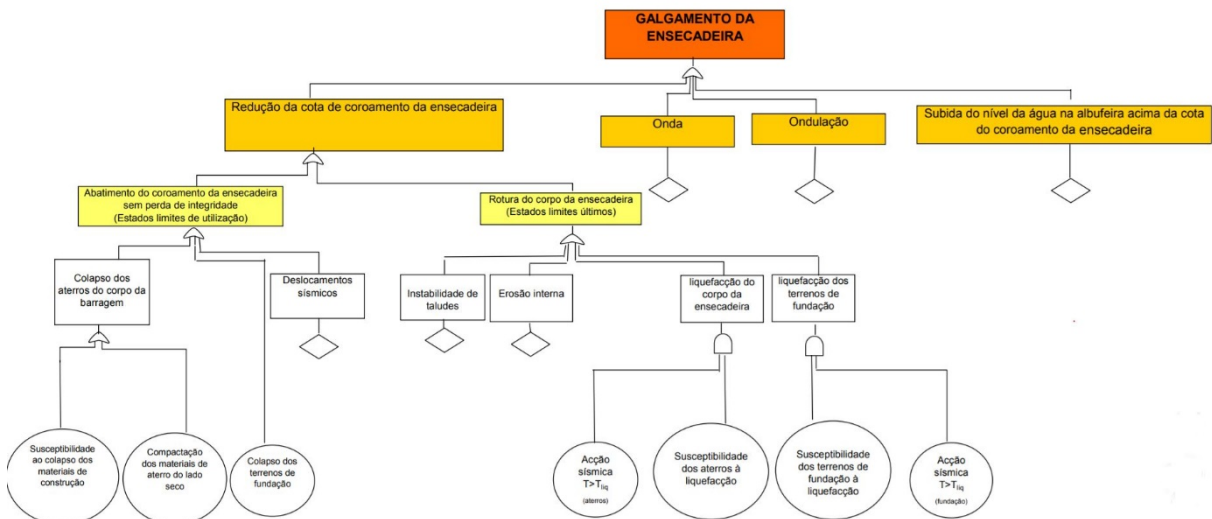 GALGAMENTO DA
ENSECADEIRA
Redução da cota de coroamento da ensecadeira
Onda
Ondulação
Subida do nível da água na albufeira acima da cota
do coroamento da ensecadeira
Abatimento do coroamento da ensecadeira
sem perda de integridade
(Estados limites de utilização)
Rotura do corpo da ensecadeira
(Estados limites últimos)
Colapso dos
aterros do corpo da
barragem
Deslocamentos
sísmicos
Instabilidade de
taludes
Erosão interna
liquefacção do
corpo da
ensecadeira
liquefacção dos
terrenos de
fundação
Susceptibilidade
ao colapso dos
materiais de
construção
Compactação
dos materiais de
aterro do lado
seco
Colapso dos
terrenos de
fundação
Acção
sísmica
T>Tliq
(aterros)
Susceptibilidade
dos aterros à
liquefacção
Susceptibilidade
dos terrenos de
fundação à
liquefacção
Acção
sísmica
T>Tliq
(fundação)